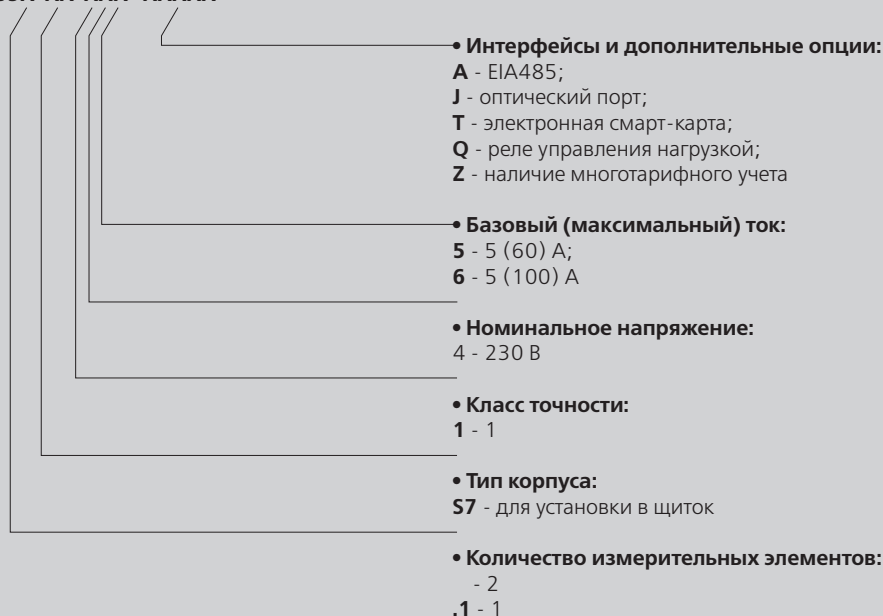 • Интерфейсы и дополнительные опции:
A - EIA485;
J - оптический порт;
T - электронная смарт-карта;
Q - реле управления нагрузкой;
Z - наличие многотарифного учета
• Базовый (максимальный) ток:
5 - 5 (60) А;
6 - 5 (100) А
• Номинальное напряжение:
4 - 230 В
• Класс точности:
1 - 1
• Тип корпуса:
S7 - для установки в щиток
• Количество измерительных элементов:
- 2
.1 - 1